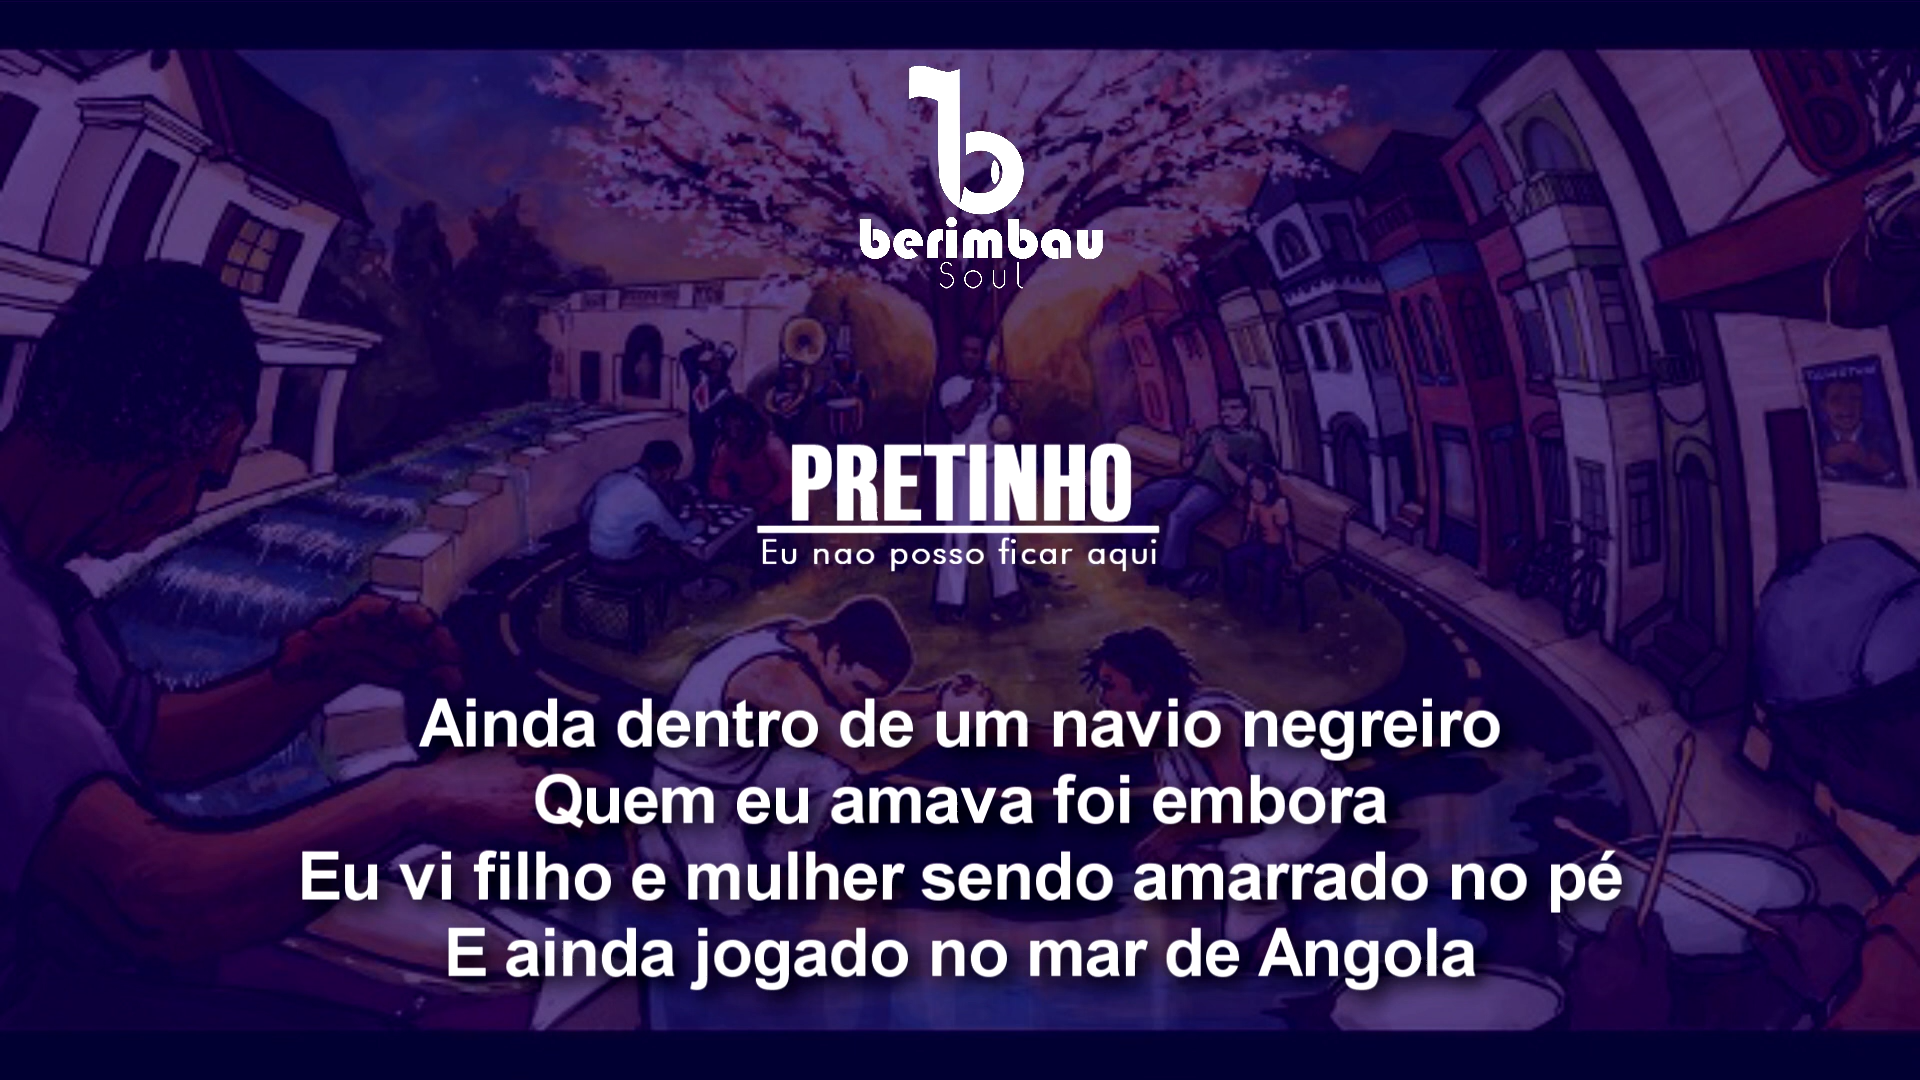 berimbau
Soul
PRETINHO
Eu nao posso ficar aqui
Ainda dentro de um navio negreiro
Quem eu amava foi embora
Eu vi filho e mulher sendo amarrado no pé
E ainda jogado no mar de Angola